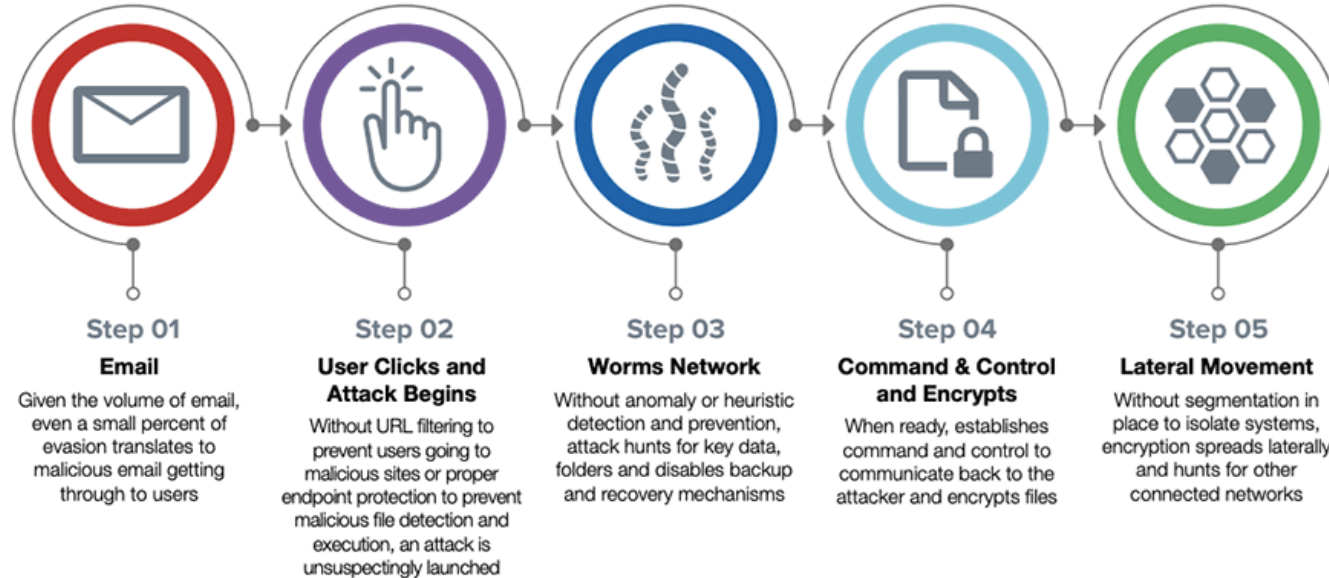 Step 01
Email
Given the volume of email,
even a small percent of
evasion translates to
malicious email getting
through to users
Step 02
User Clicks and
Attack Begins
Without URL filtering to
prevent users going to
malicious sites or proper
endpoint protection to prevent
malicious file detection and
execution, an attack is
unsuspectingly launched
Step 03
Worms Network
Without anomaly or heuristic
detection and prevention,
attack hunts for key data,
folders and disables backup
and recovery mechanisms
Step 04
Command & Control
and Encrypts
When ready, establishes
command and control to
communicate back to the
attacker and encrypts files
Step 05
Lateral Movement
Without segmentation in
place to isolate systems,
encryption spreads laterally
and hunts for other
connected networks